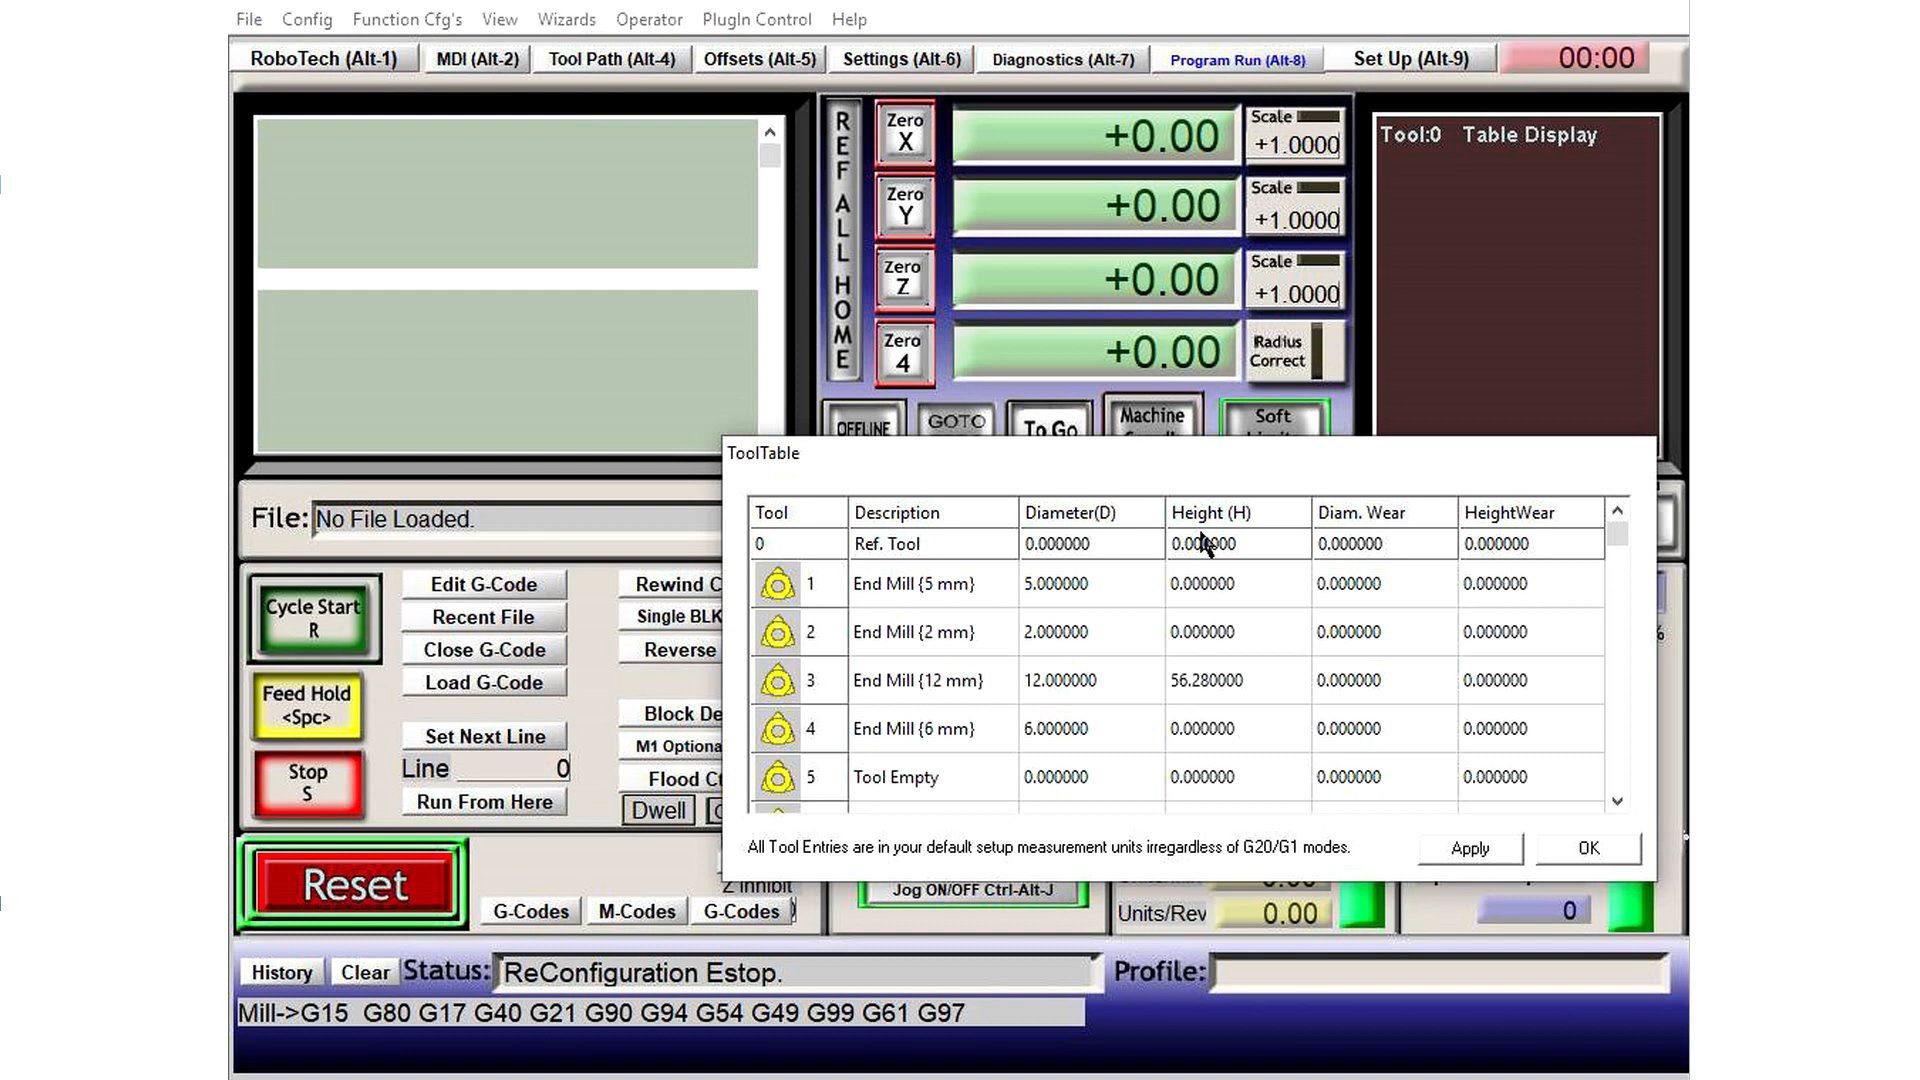 File Config Function Cfg's View Wizards Operator PlugIn Control Help
RoboTech (Alt-1) MDI (Alt-2) Tool Path (Alt-4) Offsets (Alt-5) Settings (Alt-6) Diagnostics (Alt-7) Program Run (Alt-8) Set Up (Alt-9) 00:00
REF ALL HOME
Zero X +0.00 Scale +1.0000
Zero Y +0.00 Scale +1.0000
Zero Z +0.00 Scale +1.0000
Zero 4 +0.00 Radius Correct
Tool:0 Table Display
OFFLINE GOTO To Go Machine Soft
File: No File Loaded.
Cycle Start
R
Feed Hold
<Spc>
Stop
S
Edit G-Code
Recent File
Close G-Code
Load G-Code
Set Next Line
Line 0
Run From Here
Rewind C
Single BLK
Reverse
Block De
M1 Optiona
Flood Ct
Dwell
ToolTable
Tool Description Diameter(D) Height (H) Diam. Wear HeightWear
0 Ref. Tool 0.000000 0.000000 0.000000 0.000000
1 End Mill {5 mm} 5.000000 0.000000 0.000000 0.000000
2 End Mill {2 mm} 2.000000 0.000000 0.000000 0.000000
3 End Mill {12 mm} 12.000000 56.280000 0.000000 0.000000
4 End Mill {6 mm} 6.000000 0.000000 0.000000 0.000000
5 Tool Empty 0.000000 0.000000 0.000000 0.000000
All Tool Entries are in your default setup measurement units irregardless of G20/G1 modes. Apply OK
Reset
Z Inhibit
G-Codes M-Codes G-Codes
Jog ON/OFF Ctrl-Alt-J
Units/Rev 0.00
0
History Clear Status: ReConfiguration Estop. Profile:
Mill->G15 G80 G17 G40 G21 G90 G94 G54 G49 G99 G61 G97